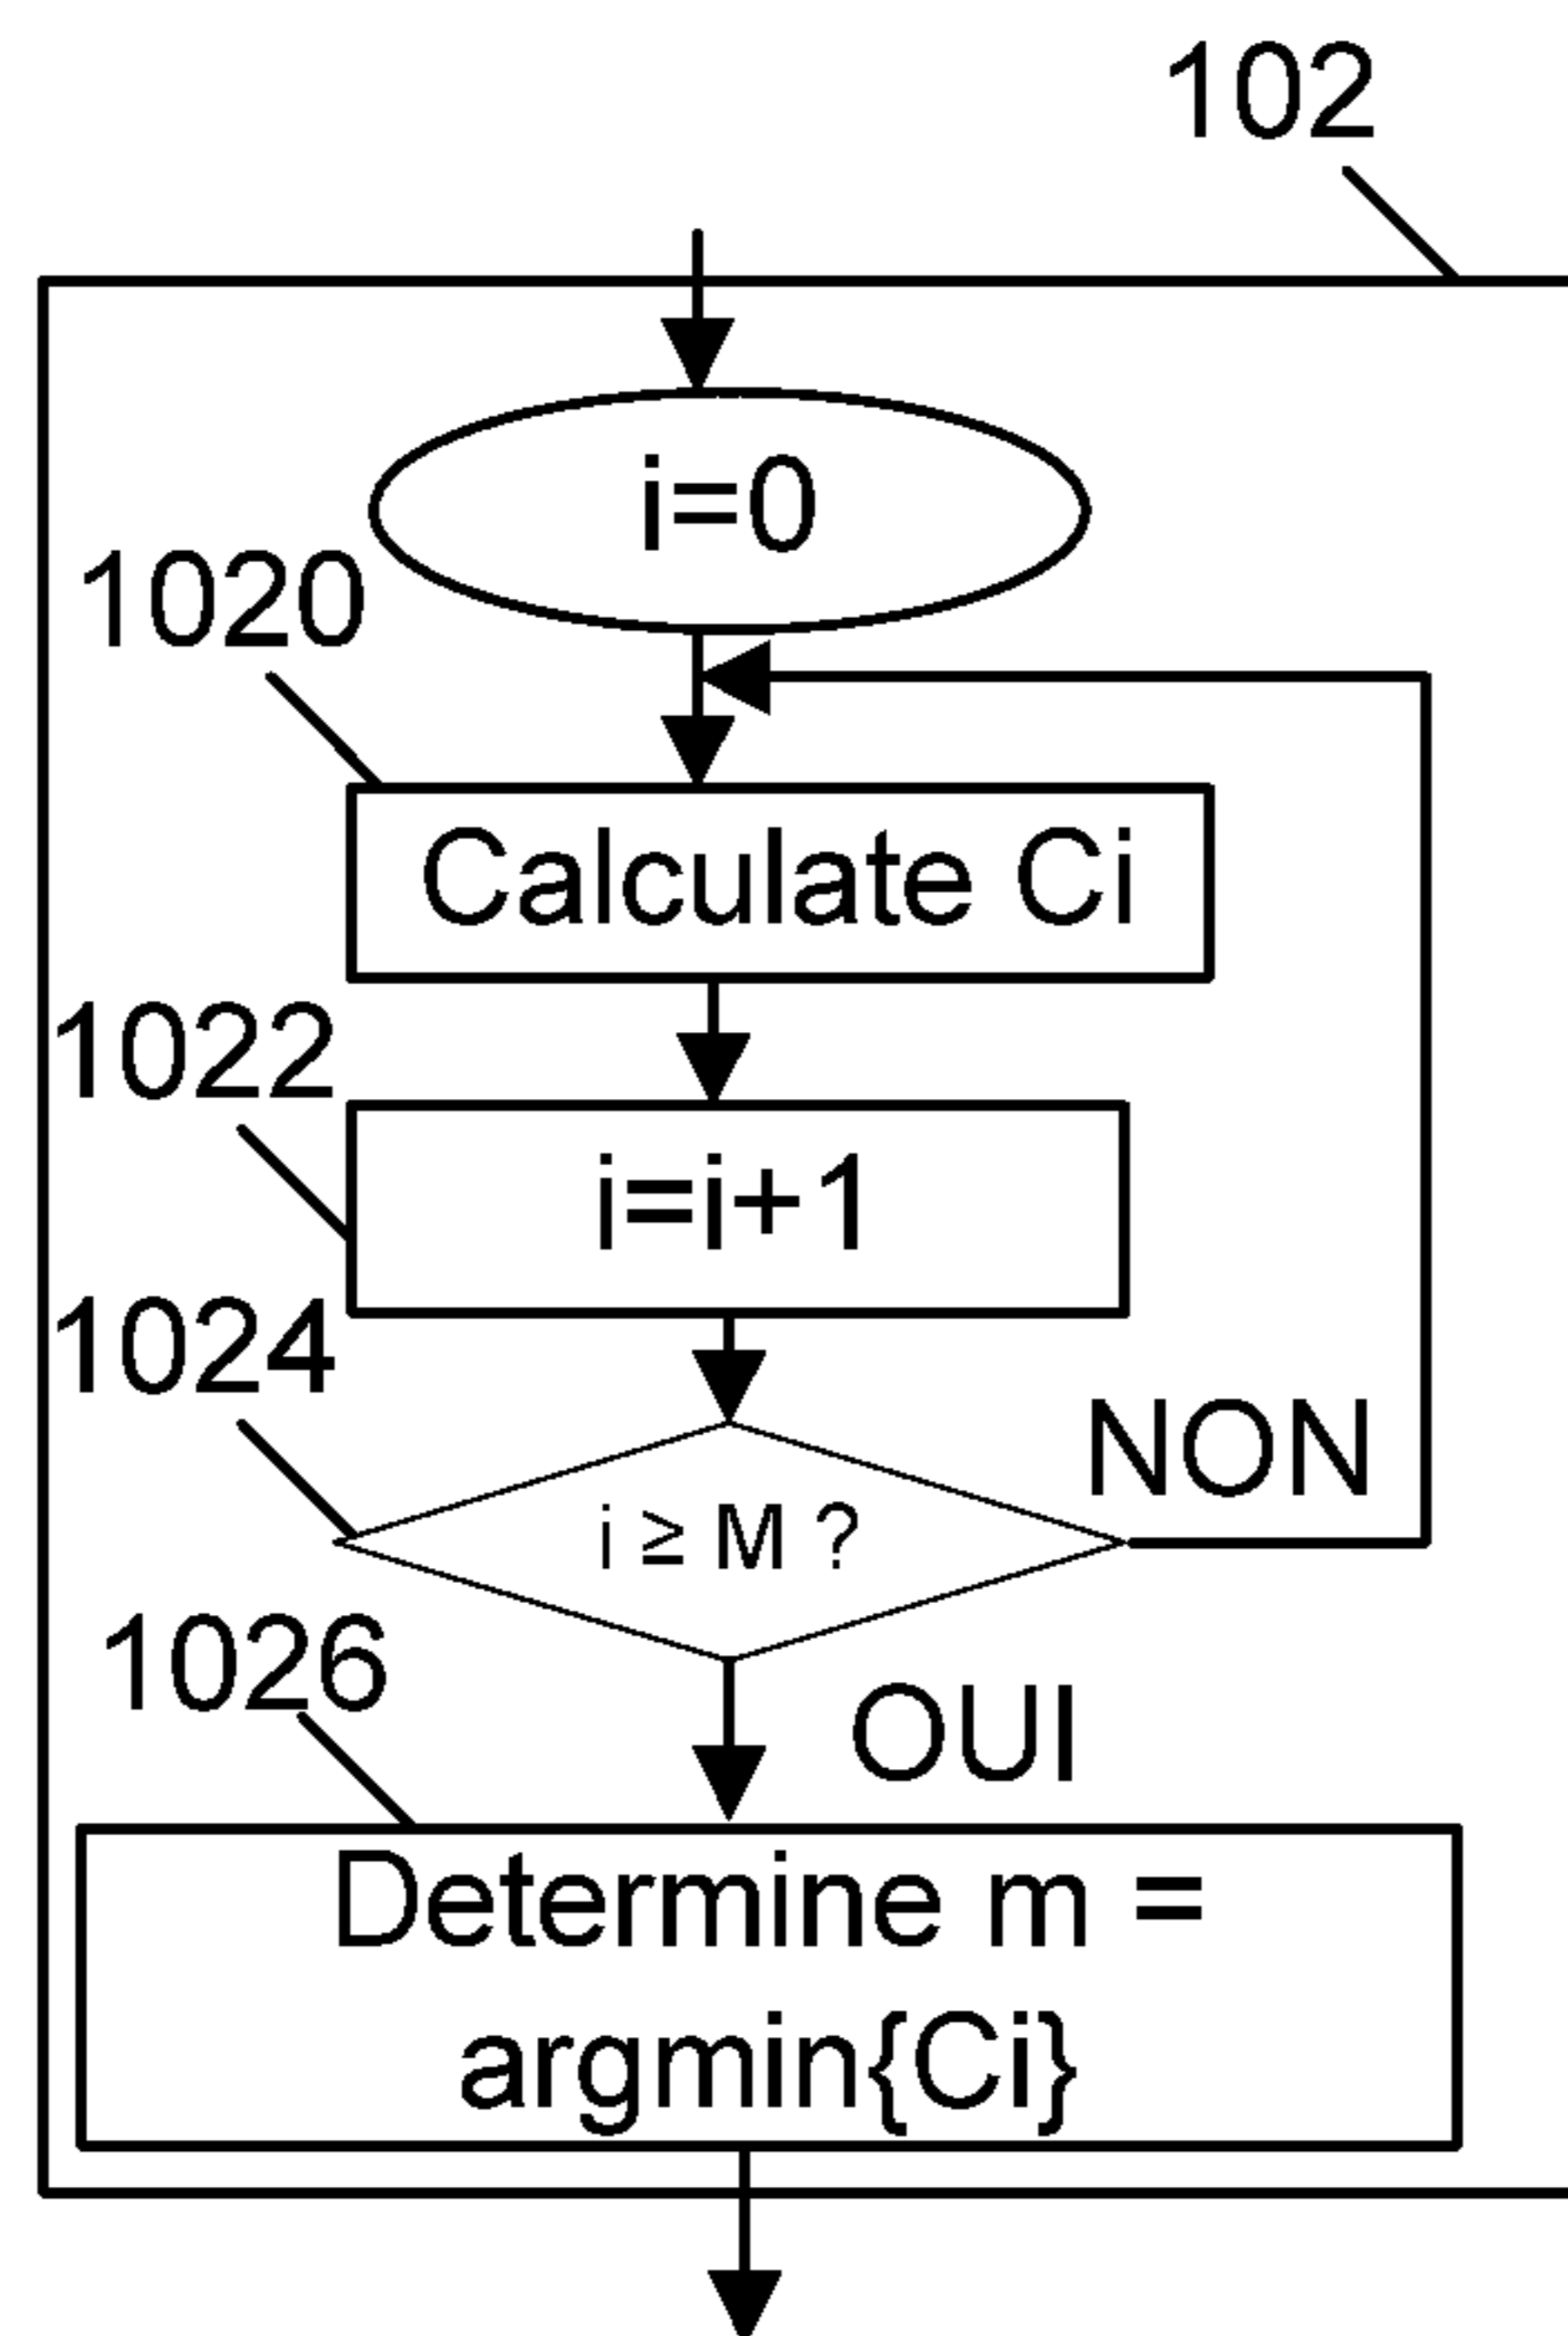 102
i=0
1020
Calculate Ci
1022
i=i+1
1024
NON
i ≥ M ?
1026
OUI
Determine m =
argmin{Ci}